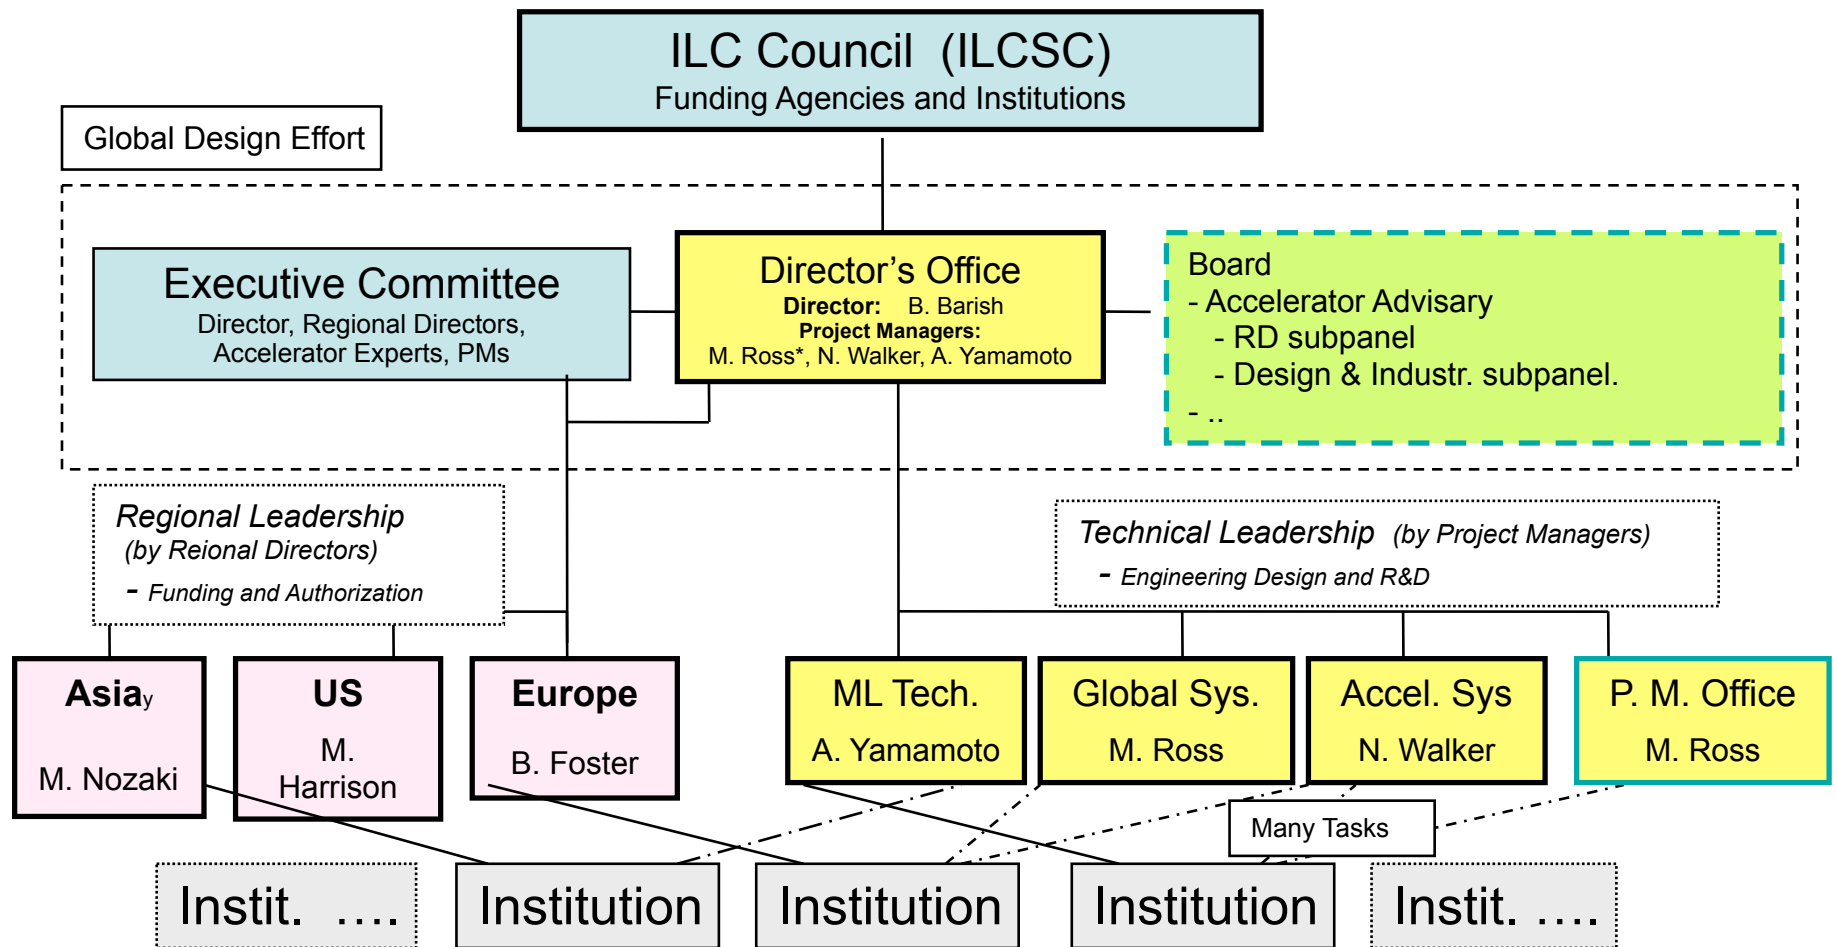 ILC Council (ILCSC)
Funding Agencies and Institutions
Global Design Effort
Executive Committee
Director, Regional Directors,
Accelerator Experts, PMs
Director’s Office
Director: B. Barish
Project Managers:
M. Ross*, N. Walker, A. Yamamoto
Board
- Accelerator Advisary
- RD subpanel
- Design & Industr. subpanel.
- ..
Regional Leadership
(by Reional Directors)
- Funding and Authorization
Technical Leadership (by Project Managers)
- Engineering Design and R&D
Asiay
M. Nozaki
US
M.
Harrison
Europe
B. Foster
ML Tech.
A. Yamamoto
Global Sys.
M. Ross
Accel. Sys
N. Walker
P. M. Office
M. Ross
Many Tasks
Instit. ….
Institution
Institution
Institution
Instit. ….